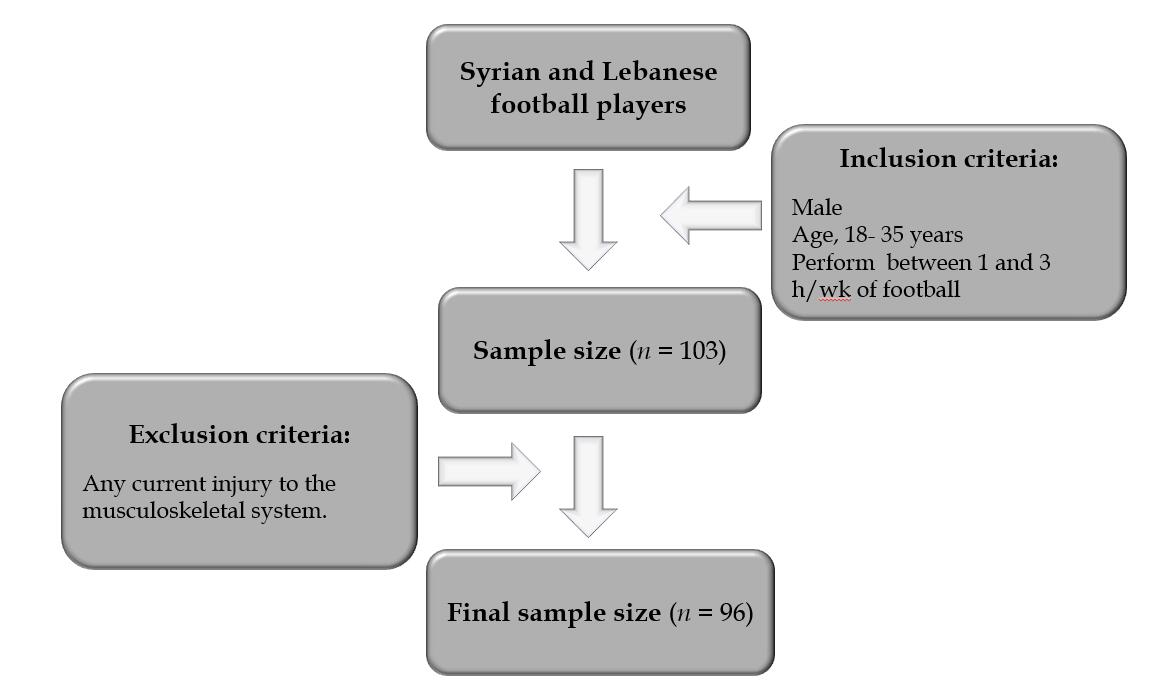 Syrian and Lebanese
football players
Inclusion criteria:
Male
Age, 18- 35 years
Perform  between 1 and 3
h/wk of football
Sample size (n = 103)
Exclusion criteria:
Any current injury to the
musculoskeletal system.
Final sample size (n = 96)